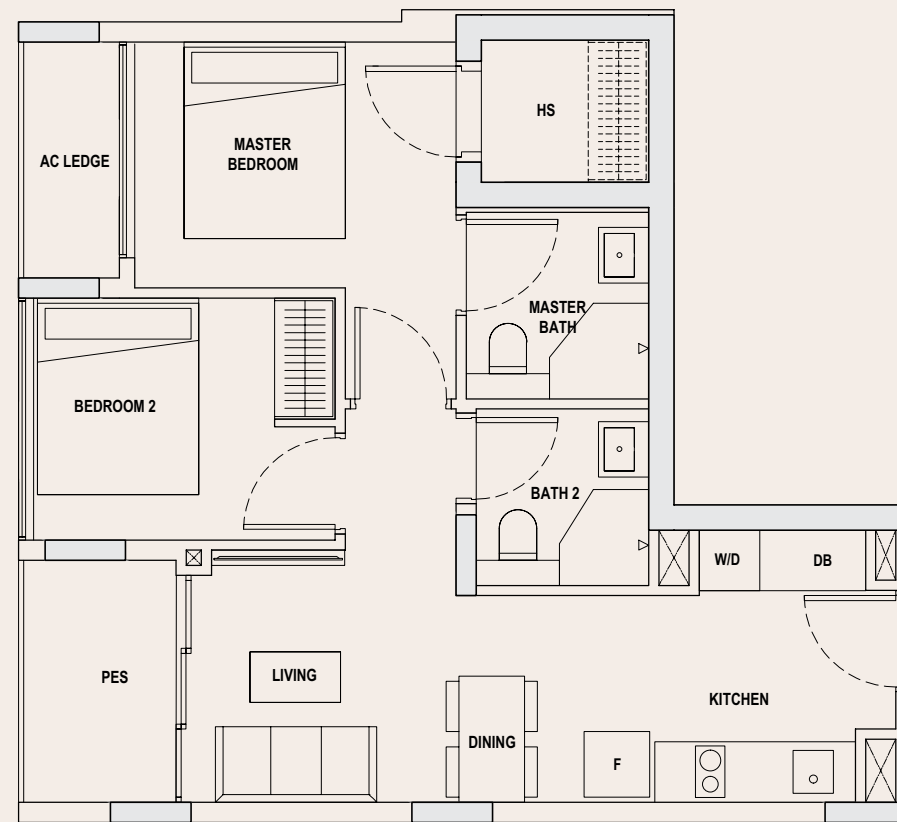 HS
MASTER
BEDROOM
AC LEDGE
MASTER
BATH
BEDROOM 2
BATH 2
W/D
DB
PES
LIVING
KITCHEN
DINING
F